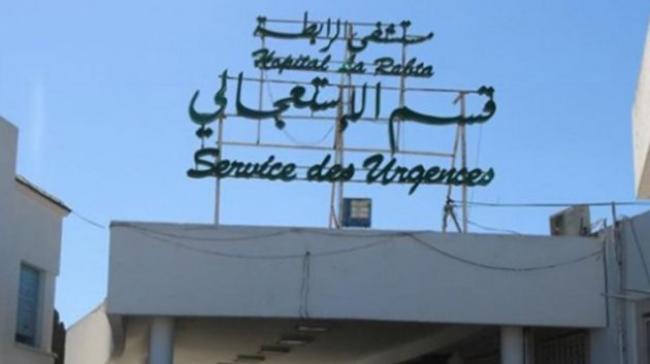 مستشفى الرابطة
Hopital La Rabta
قسم الإستعجالي
Service des Urgences